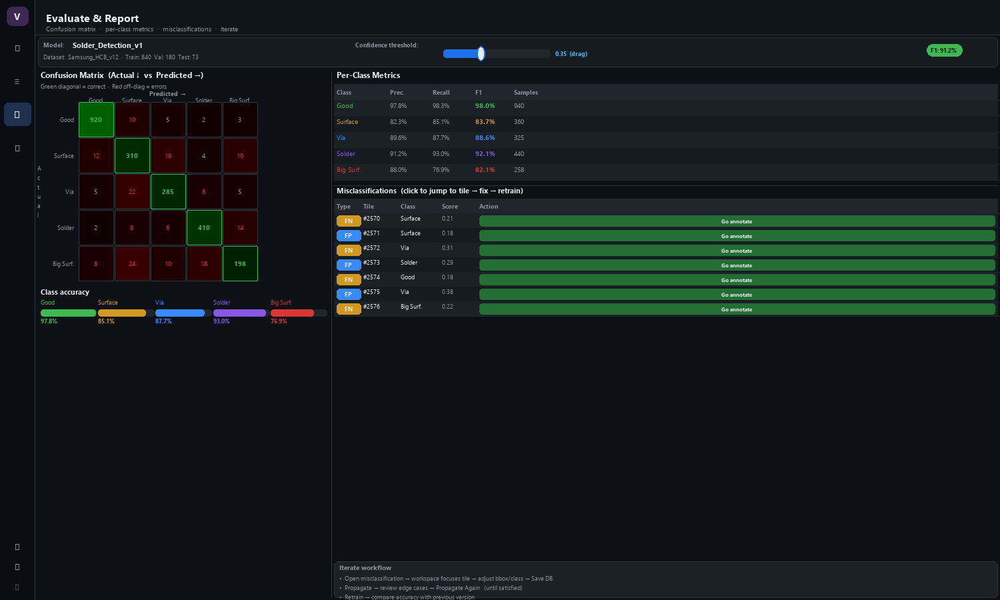 V
Evaluate & Report
Confusion matrix · per-class metrics · misclassifications · iterate
Model: Solder_Detection_v1
Dataset: Samsung_HCB_v12 · Train: 840 Val: 180 Test: 73
Confidence threshold:
0.35 (drag)
F1: 91.2%
Confusion Matrix (Actual ↓ vs Predicted →)
Green diagonal = correct · Red off-diag = errors
Predicted →
Good Surface Via Solder Big Surf.
Actual
Good 920 10 5 2 3
Surface 12 310 18 4 16
Via 5 22 285 8 5
Solder 2 8 6 410 14
Big Surf. 8 24 10 18 198
Class accuracy
Good Surface Via Solder Big Surf.
97.8% 85.1% 87.7% 93.0% 76.9%
Per-Class Metrics
Class Prec. Recall F1 Samples
Good 97.8% 98.3% 98.0% 940
Surface 82.3% 85.1% 83.7% 360
Via 89.6% 87.7% 88.6% 325
Solder 91.2% 93.0% 92.1% 440
Big Surf. 88.0% 76.9% 82.1% 258
Misclassifications (click to jump to tile → fix → retrain)
Type Tile Class Score Action
FN #2570 Surface 0.21 Go annotate
FP #2571 Surface 0.18 Go annotate
FN #2572 Via 0.31 Go annotate
FP #2573 Solder 0.29 Go annotate
FN #2574 Good 0.18 Go annotate
FP #2575 Via 0.38 Go annotate
FN #2576 Big Surf. 0.22 Go annotate
Iterate workflow
• Open misclassification → workspace focuses tile → adjust bbox/class → Save DB
• Propagate → review edge cases → Propagate Again (until satisfied)
• Retrain → compare accuracy with previous version